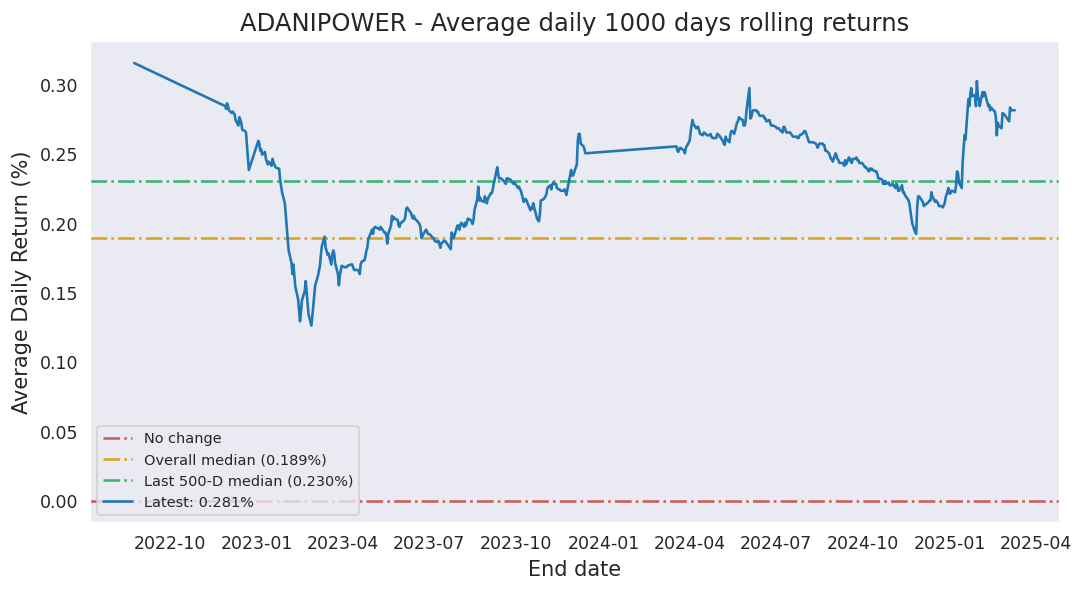 ADANIPOWER - Average daily 1000 days rolling returns
Average Daily Return (%)
0.30
0.25
0.20
0.15
0.10
0.05
0.00
No change
Overall median (0.189%)
Last 500-D median (0.230%)
Latest: 0.281%
2022-10 2023-01 2023-04 2023-07 2023-10 2024-01 2024-04 2024-07 2024-10 2025-01 2025-04
End date